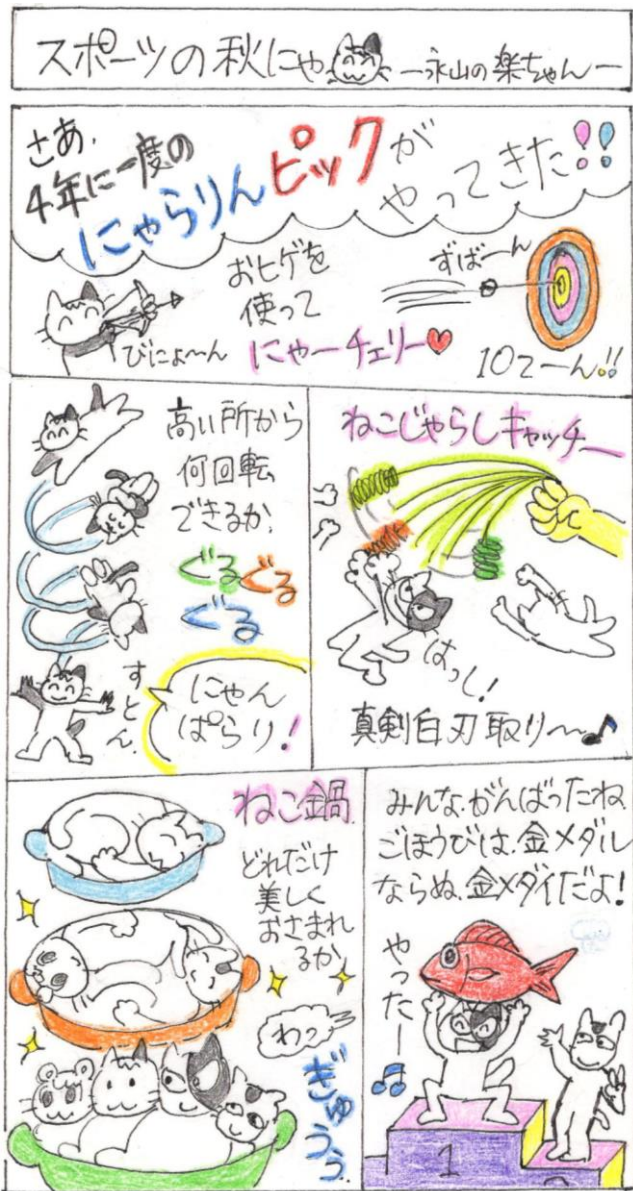 スポーツの秋にゃ
ー永山の楽ちゃんー
さあ、
4年に一度の
にゃらりんピックが
やってきた!!
おヒゲを
使って
にゃーチェリー♥
びにょ〜ん
ずばーん
10てーん!!
高い所から
何回転
できるか、
ぐるぐる
ぐる
すとん
にゃん
ぱらり!
ねこじゃらしキャッチー
はっし!
真剣白刃取り〜♪
ねこ鍋
どれだけ
美しく
おさまれ
るか
わっ
ぎゅうぅ
みんながんばったね
ごほうびは、金メダル
ならぬ、金メダイだよ!
やったー♪
1